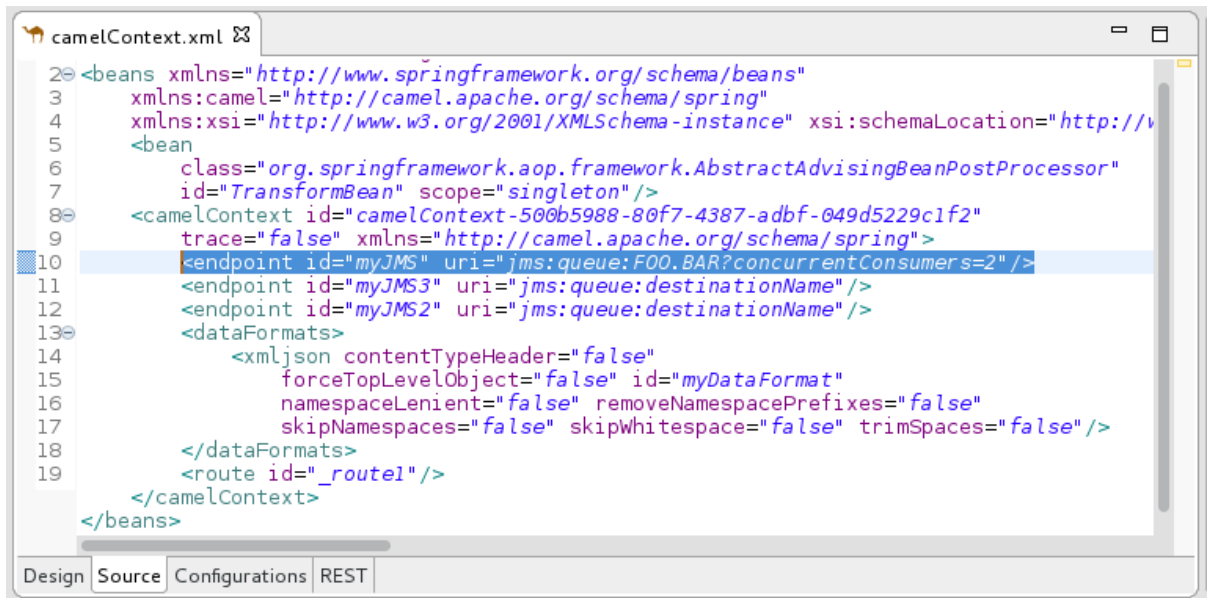 camelContext.xml
2 <beans xmlns="http://www.springframework.org/schema/beans"
3 xmlns:camel="http://camel.apache.org/schema/spring"
4 xmlns:xsi="http://www.w3.org/2001/XMLSchema-instance" xsi:schemaLocation="http://
5 <bean
6 class="org.springframework.aop.framework.AbstractAdvisingBeanPostProcessor"
7 id="TransformBean" scope="singleton"/>
8 <camelContext id="camelContext-500b5988-80f7-4387-adbf-049d5229c1f2"
9 trace="false" xmlns="http://camel.apache.org/schema/spring">
10 <endpoint id="myJMS" uri="jms:queue:FOO.BAR?concurrentConsumers=2"/>
11 <endpoint id="myJMS3" uri="jms:queue:destinationName"/>
12 <endpoint id="myJMS2" uri="jms:queue:destinationName"/>
13 <dataFormats>
14 <xmljson contentTypeHeader="false"
15 forceTopLevelObject="false" id="myDataFormat"
16 namespaceLenient="false" removeNamespacePrefixes="false"
17 skipNamespaces="false" skipWhitespace="false" trimSpaces="false"/>
18 </dataFormats>
19 <route id="_route1"/>
</camelContext>
</beans>
Design Source Configurations REST